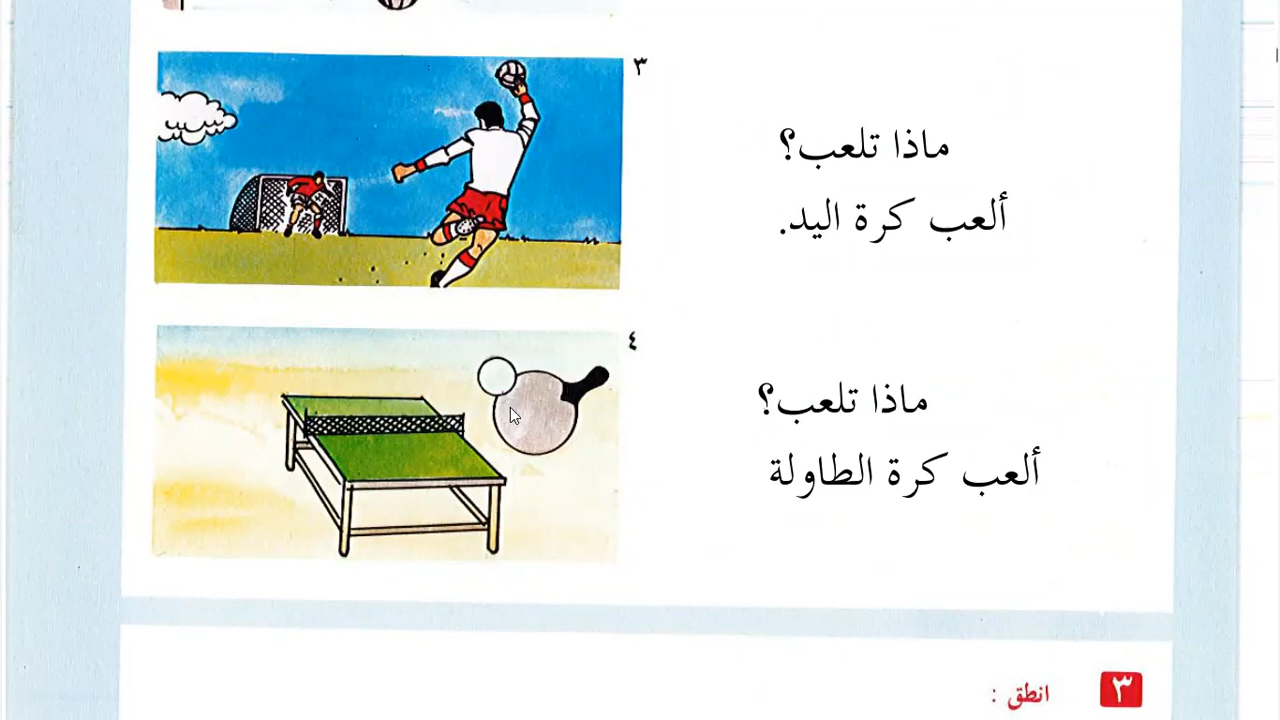 ٣
ماذا تلعب؟
ألعب كرة اليد.
٤
ماذا تلعب؟
ألعب كرة الطاولة
٣ انطق :